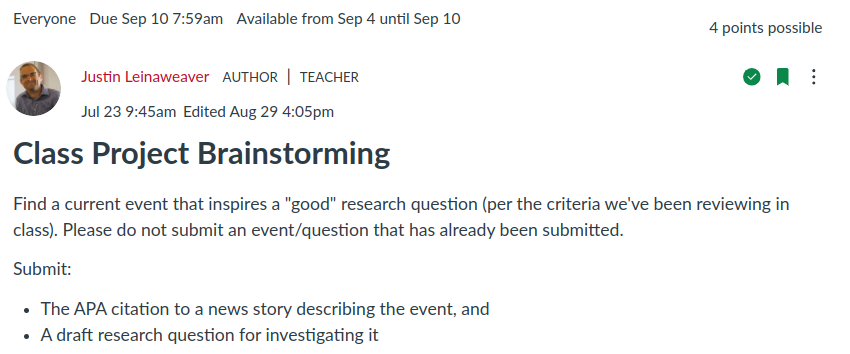 Everyone Due Sep 10 7:59am Available from Sep 4 until Sep 10
4 points possible
Justin Leinaweaver AUTHOR | TEACHER
Jul 23 9:45am Edited Aug 29 4:05pm
Class Project Brainstorming
Find a current event that inspires a "good" research question (per the criteria we've been reviewing in
class). Please do not submit an event/question that has already been submitted.
Submit:
• The APA citation to a news story describing the event, and
• A draft research question for investigating it